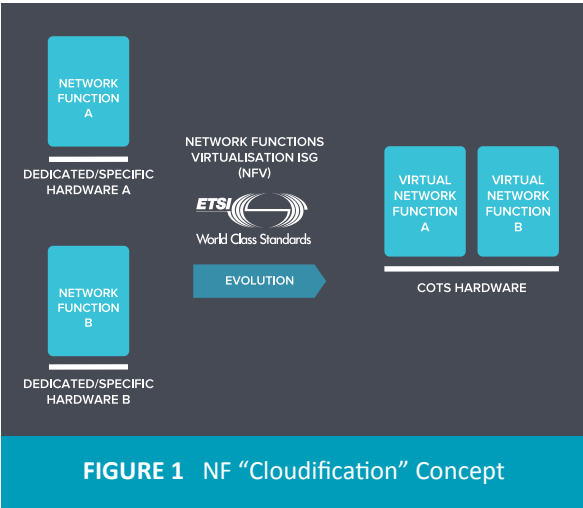 NETWORK
FUNCTION
A
DEDICATED/SPECIFIC
HARDWARE A
NETWORK
FUNCTION
B
DEDICATED/SPECIFIC
HARDWARE B
NETWORK FUNCTIONS
VIRTUALISATION ISG
(NFV)
ETSI
World Class Standards
EVOLUTION
VIRTUAL
NETWORK
FUNCTION
A
VIRTUAL
NETWORK
FUNCTION
B
COTS HARDWARE
FIGURE 1 NF “Cloudification” Concept